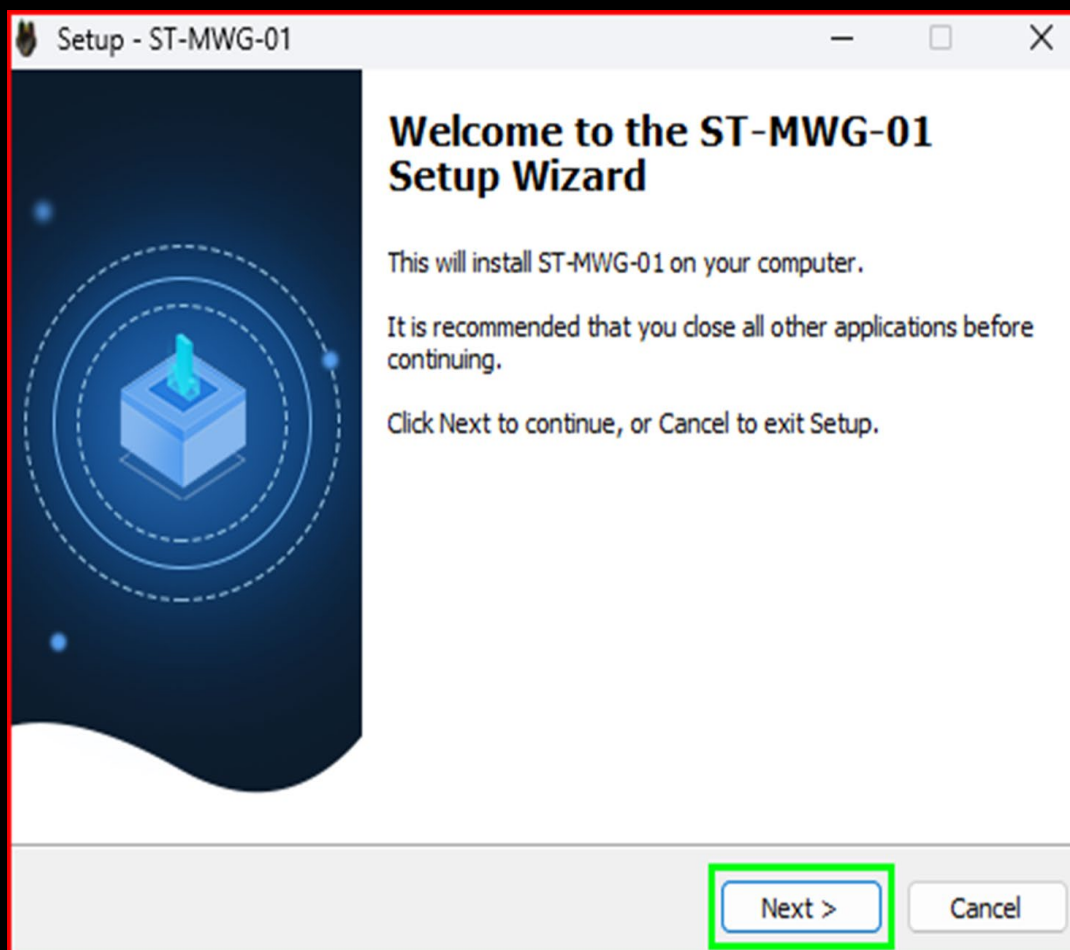 Setup - ST-MWG-01
Welcome to the ST-MWG-01
Setup Wizard
This will install ST-MWG-01 on your computer.
It is recommended that you close all other applications before
continuing.
Click Next to continue, or Cancel to exit Setup.
Next >
Cancel